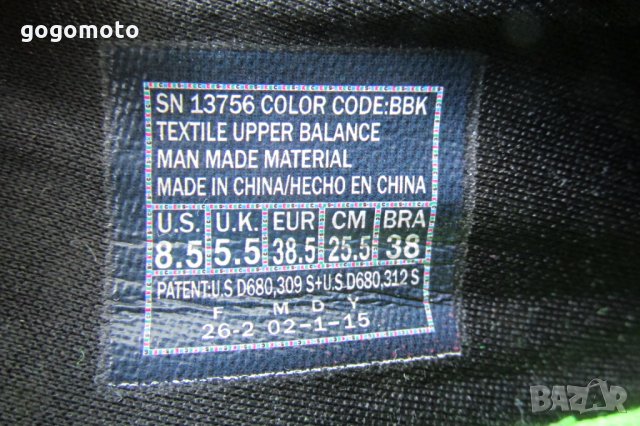 gogomoto
SN 13756 COLOR CODE:BBK
TEXTILE UPPER BALANCE
MAN MADE MATERIAL
MADE IN CHINA/HECHO EN CHINA
U.S. U.K. EUR CM BRA
8.5 5.5 38.5 25.5 38
PATENT:U.S D680,309 S+U.S.D680,312 S
F M D Y
26-2 02-1-15
BAZAR